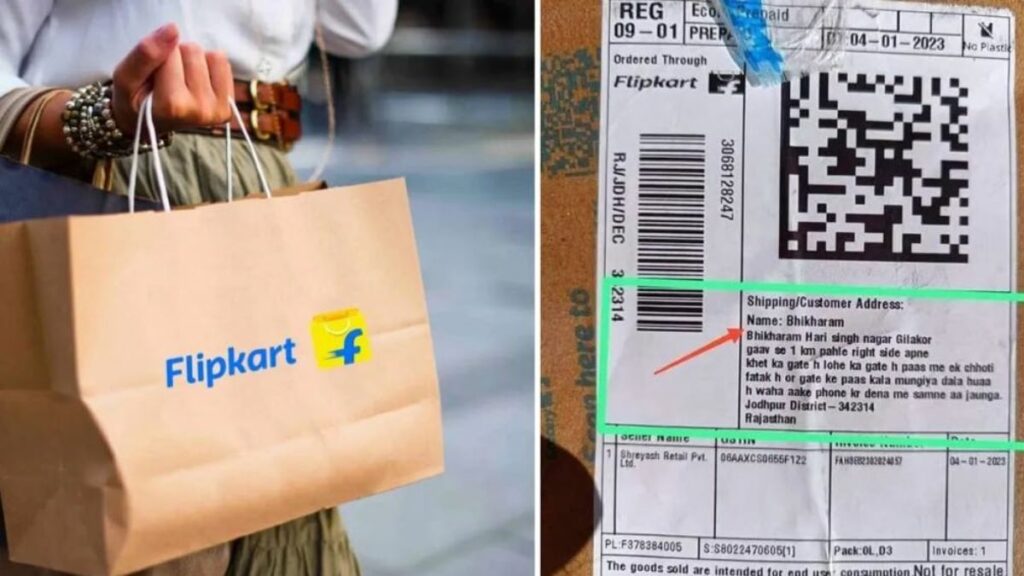 Flipkart
REG
09-01
PREPAID
04-01-2023
No Plastic
Ordered Through
Flipkart
3068128247
RJ/JDH/DEC
342314
Shipping/Customer Address:
Name: Bhikharam
Bhikharam Hari singh nagar Gilakor
gaav se 1 km pahle right side apne
khet ka gate h lohe ka gate h paas me ek chhoti
fatak h or gate ke paas kala mungiya dala huaa
h waha aake phone kr dena me samne aa jaunga.
Jodhpur District-342314
Rajasthan
Seller Name
GSTIN
Invoice Number
Date
1 Shreyash Retail Pvt.
Ltd.
06AAXCS0655F1Z2
04-01-2023
PL:F378384005
S:S8022470605[1]
Pack:0L,D3
Invoices: 1
The goods sold are intended for end user consumption Not for resale